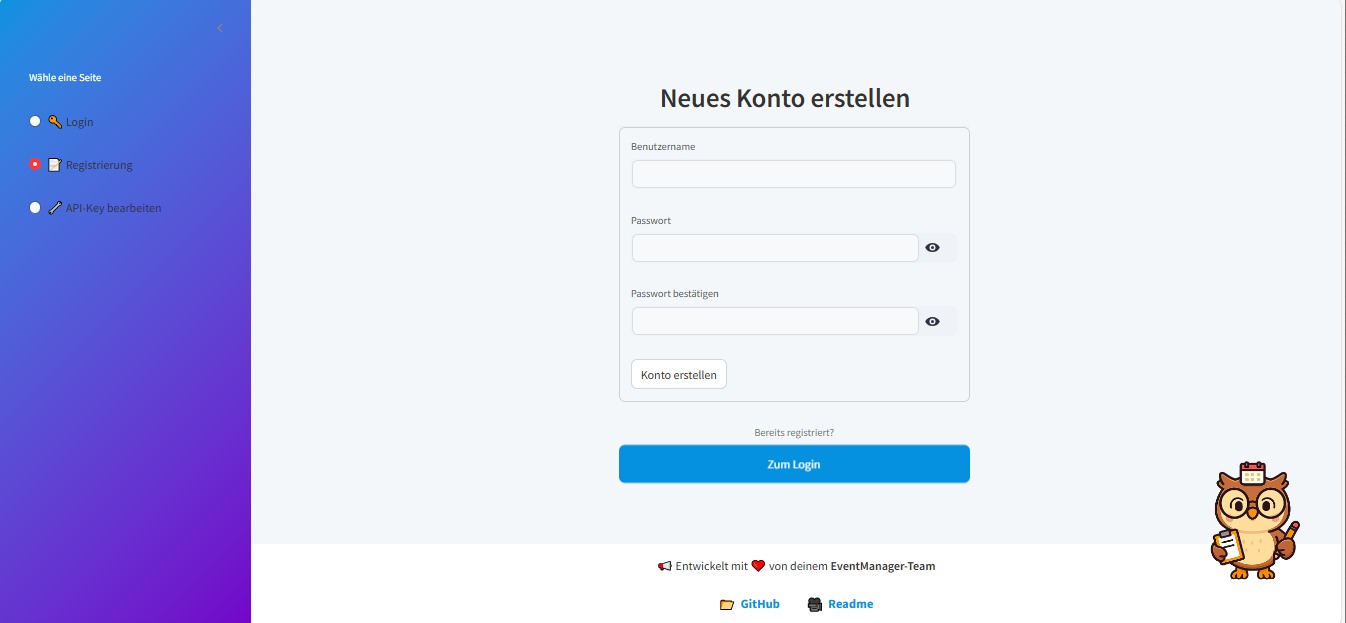 Wähle eine Seite
Login
Registrierung
API-Key bearbeiten
Neues Konto erstellen
Benutzername
Passwort
Passwort bestätigen
Konto erstellen
Bereits registriert?
Zum Login
Entwickelt mit ❤️ von deinem EventManager-Team
GitHub Readme